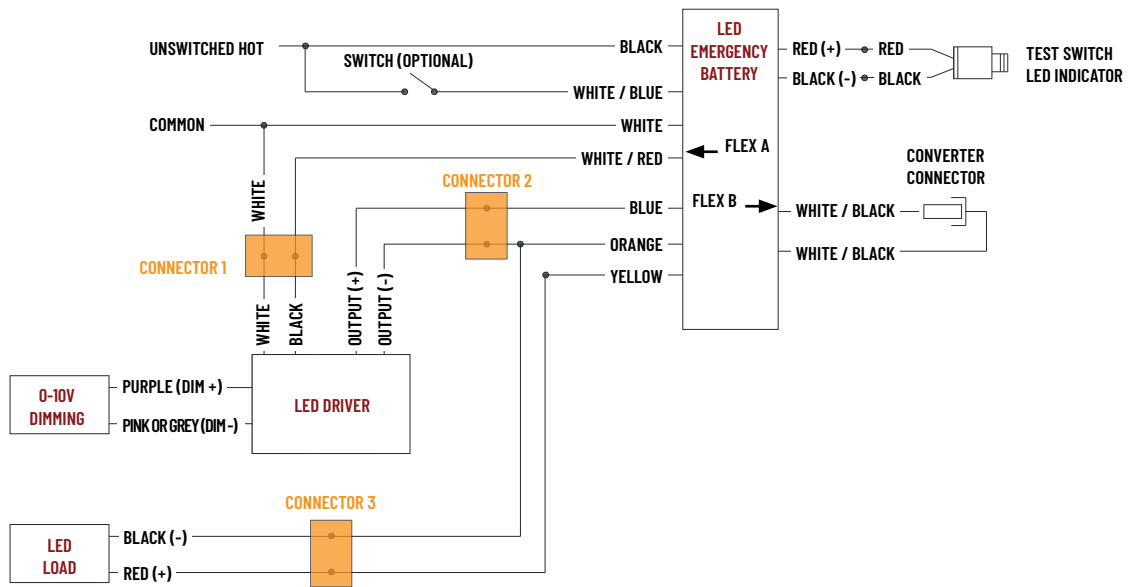 UNSWITCHED HOT
SWITCH (OPTIONAL)
BLACK
WHITE / BLUE
COMMON
WHITE
WHITE / RED
LED
EMERGENCY
BATTERY
FLEX A
FLEX B
RED (+)
RED
BLACK (-)
BLACK
TEST SWITCH
LED INDICATOR
CONVERTER
CONNECTOR
WHITE / BLACK
WHITE / BLACK
CONNECTOR 2
BLUE
ORANGE
YELLOW
WHITE
CONNECTOR 1
WHITE
BLACK
OUTPUT (+)
OUTPUT (-)
0-10V
DIMMING
PURPLE (DIM +)
PINK OR GREY (DIM-)
LED DRIVER
CONNECTOR 3
LED
LOAD
BLACK (-)
RED (+)